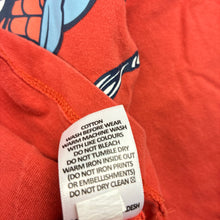 COTTON
WASH BEFORE WEAR
WARM MACHINE WASH
WITH LIKE COLOURS
DO NOT BLEACH
DO NOT TUMBLE DRY
WARM IRON INSIDE OUT
(DO NOT IRON PRINTS
OR EMBELLISHMENTS)
DO NOT DRY CLEAN
DESH